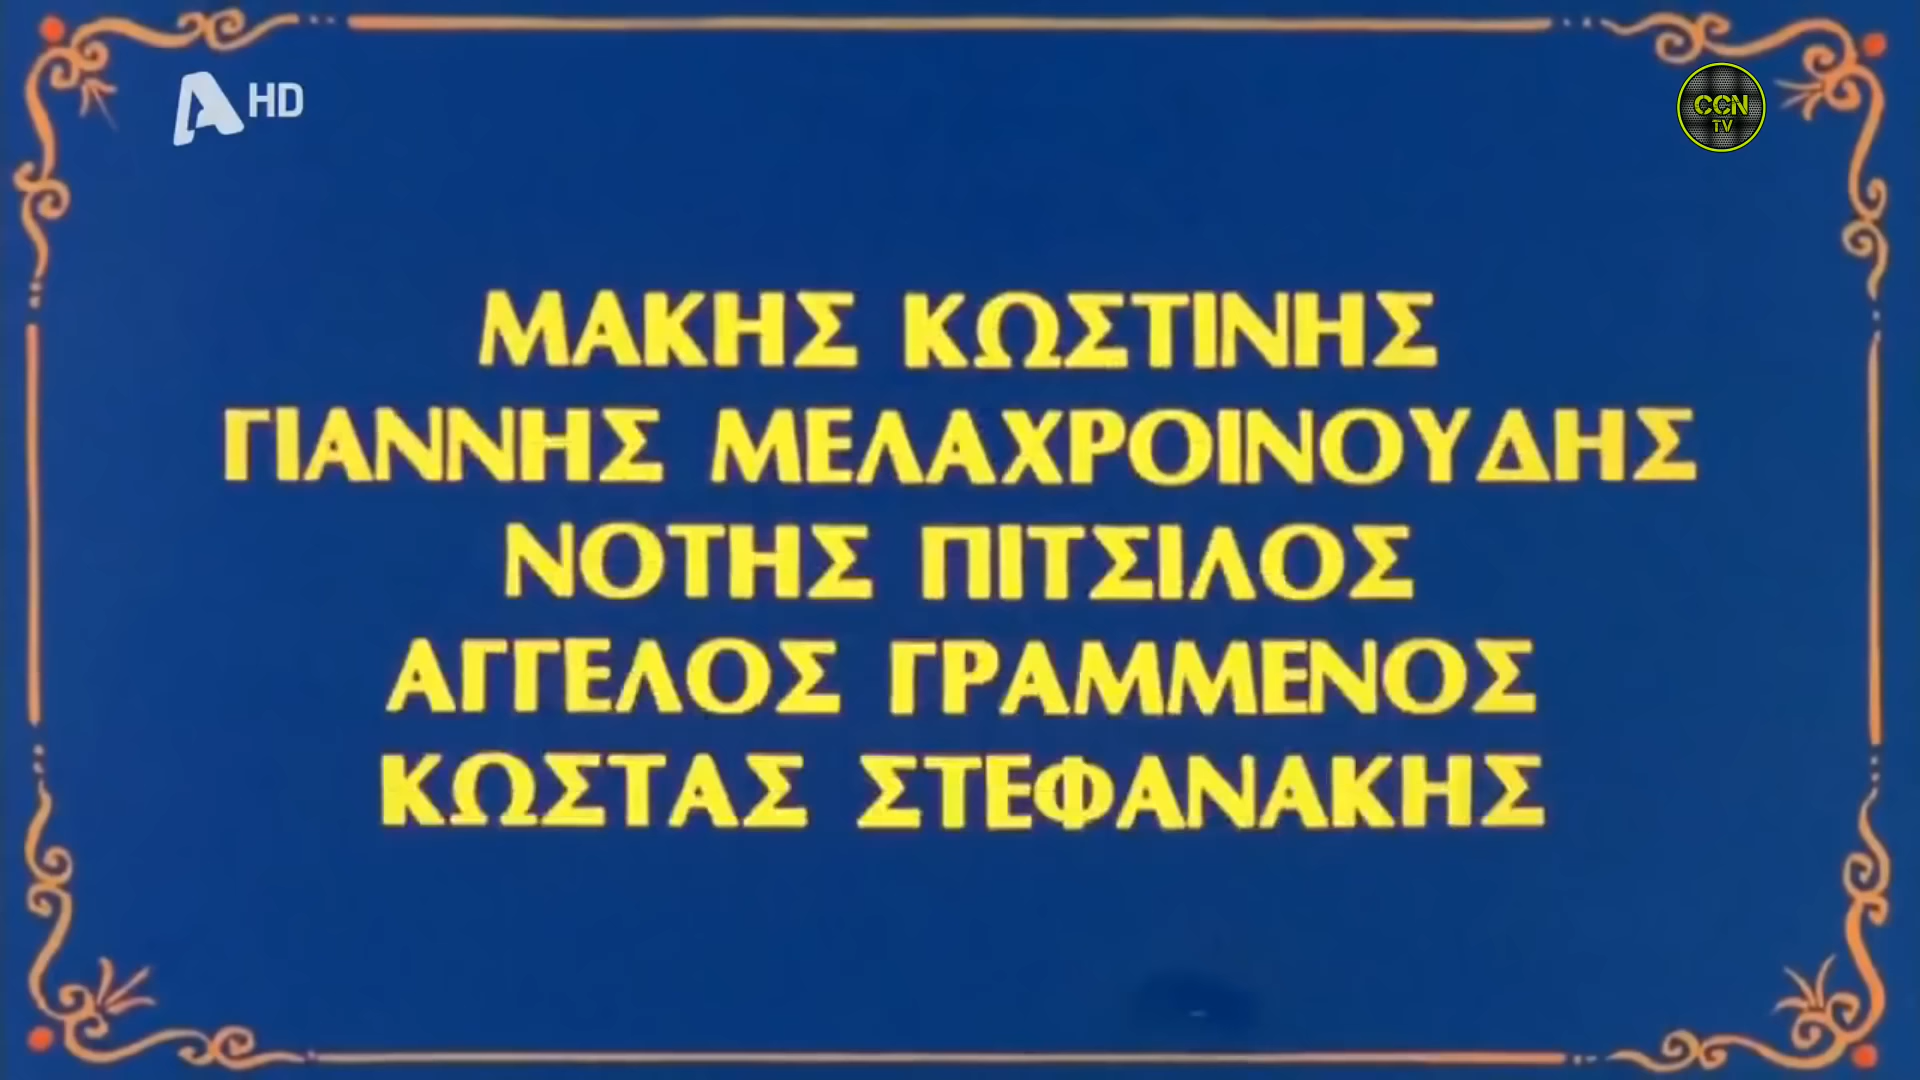 A HD
CCN
TV
ΜΑΚΗΣ ΚΩΣΤΙΝΗΣ
ΓΙΑΝΝΗΣ ΜΕΛΑΧΡΟΙΝΟΥΔΗΣ
ΝΟΤΗΣ ΠΙΤΣΙΛΟΣ
ΑΓΓΕΛΟΣ ΓΡΑΜΜΕΝΟΣ
ΚΩΣΤΑΣ ΣΤΕΦΑΝΑΚΗΣ